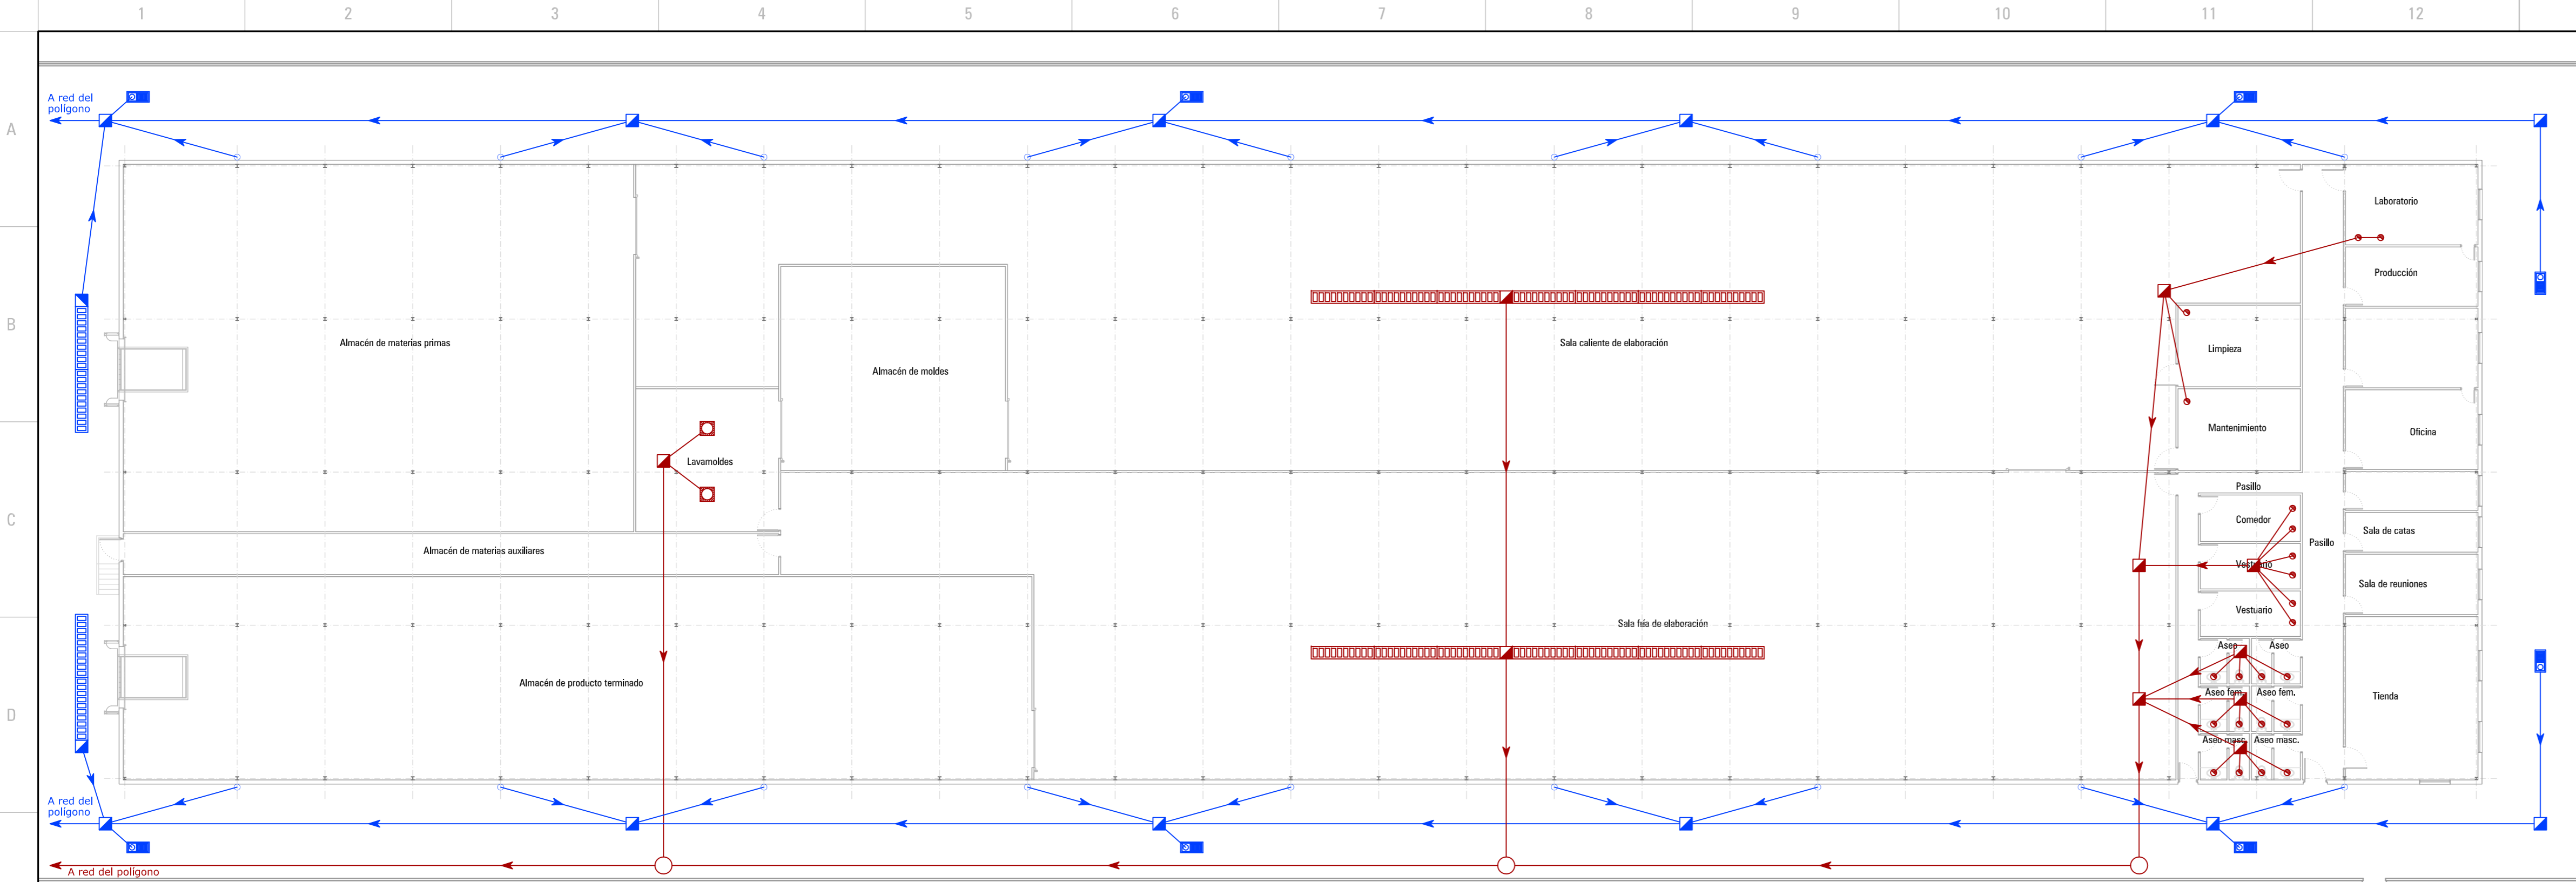 1 2 3 4 5 6 7 8 9 10 11 12
A red del
polígono
A
Laboratorio
Producción
B
Almacén de materias primas
Sala caliente de elaboración
Limpieza
Almacén de moldes
Mantenimiento
Oficina
Lavamoldes
Pasillo
C
Comedor
Sala de catas
Pasillo
Almacén de materias auxiliares
Vestuario
Sala de reuniones
Vestuario
Sala fría de elaboración
Aseo
Aseo
Almacén de producto terminado
Aseo fem.
Aseo fem.
Tienda
D
Aseo masc.
Aseo masc.
A red del
polígono
A red del polígono